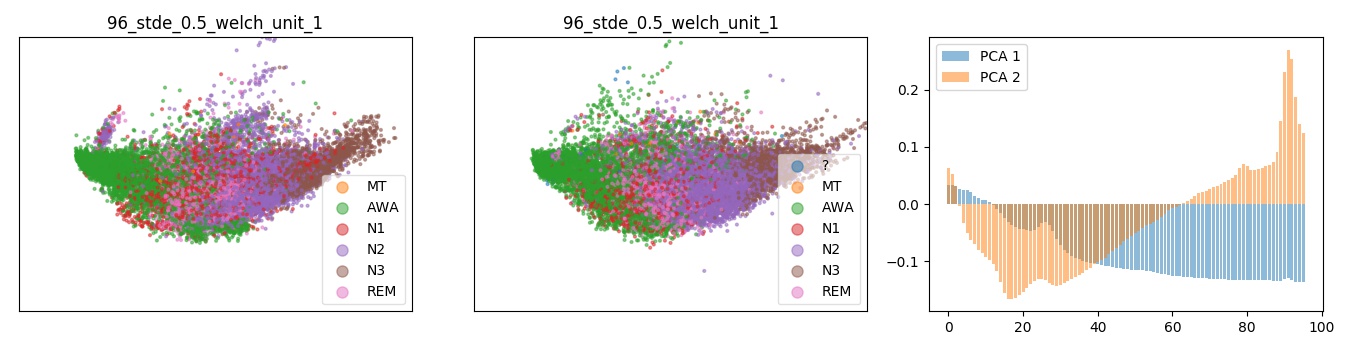 96_stde_0.5_welch_unit_1
MT
AWA
N1
N2
N3
REM
96_stde_0.5_welch_unit_1
?
MT
AWA
N1
N2
N3
REM
PCA 1
PCA 2
0.2
0.1
0.0
−0.1
0 20 40 60 80 100